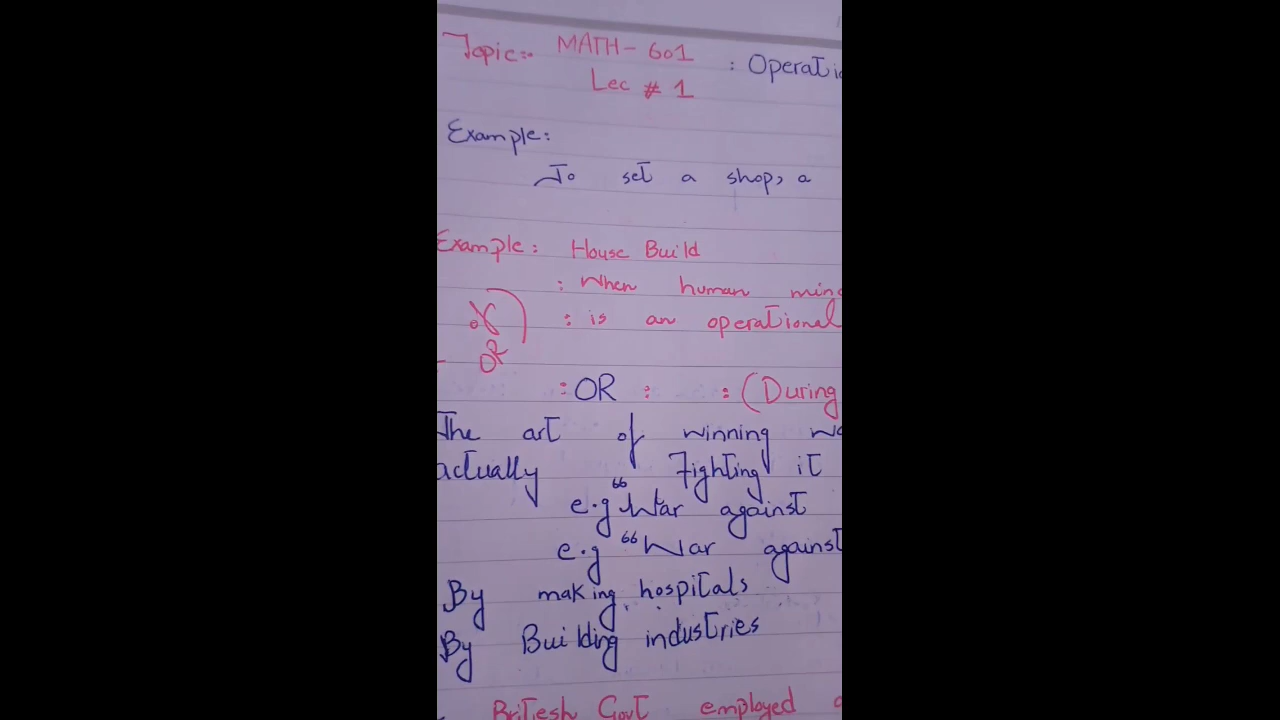 Topic:- MATH-601 : Operati
Lec # 1
Example:
To set a shop, a
Example: House Build
: When human min
: is an operational
OR
: OR : : (During
The art of winning wa
actually Fighting it
e.g "War against
e.g "War against
By making hospitals
By Building industries
British Govt employed